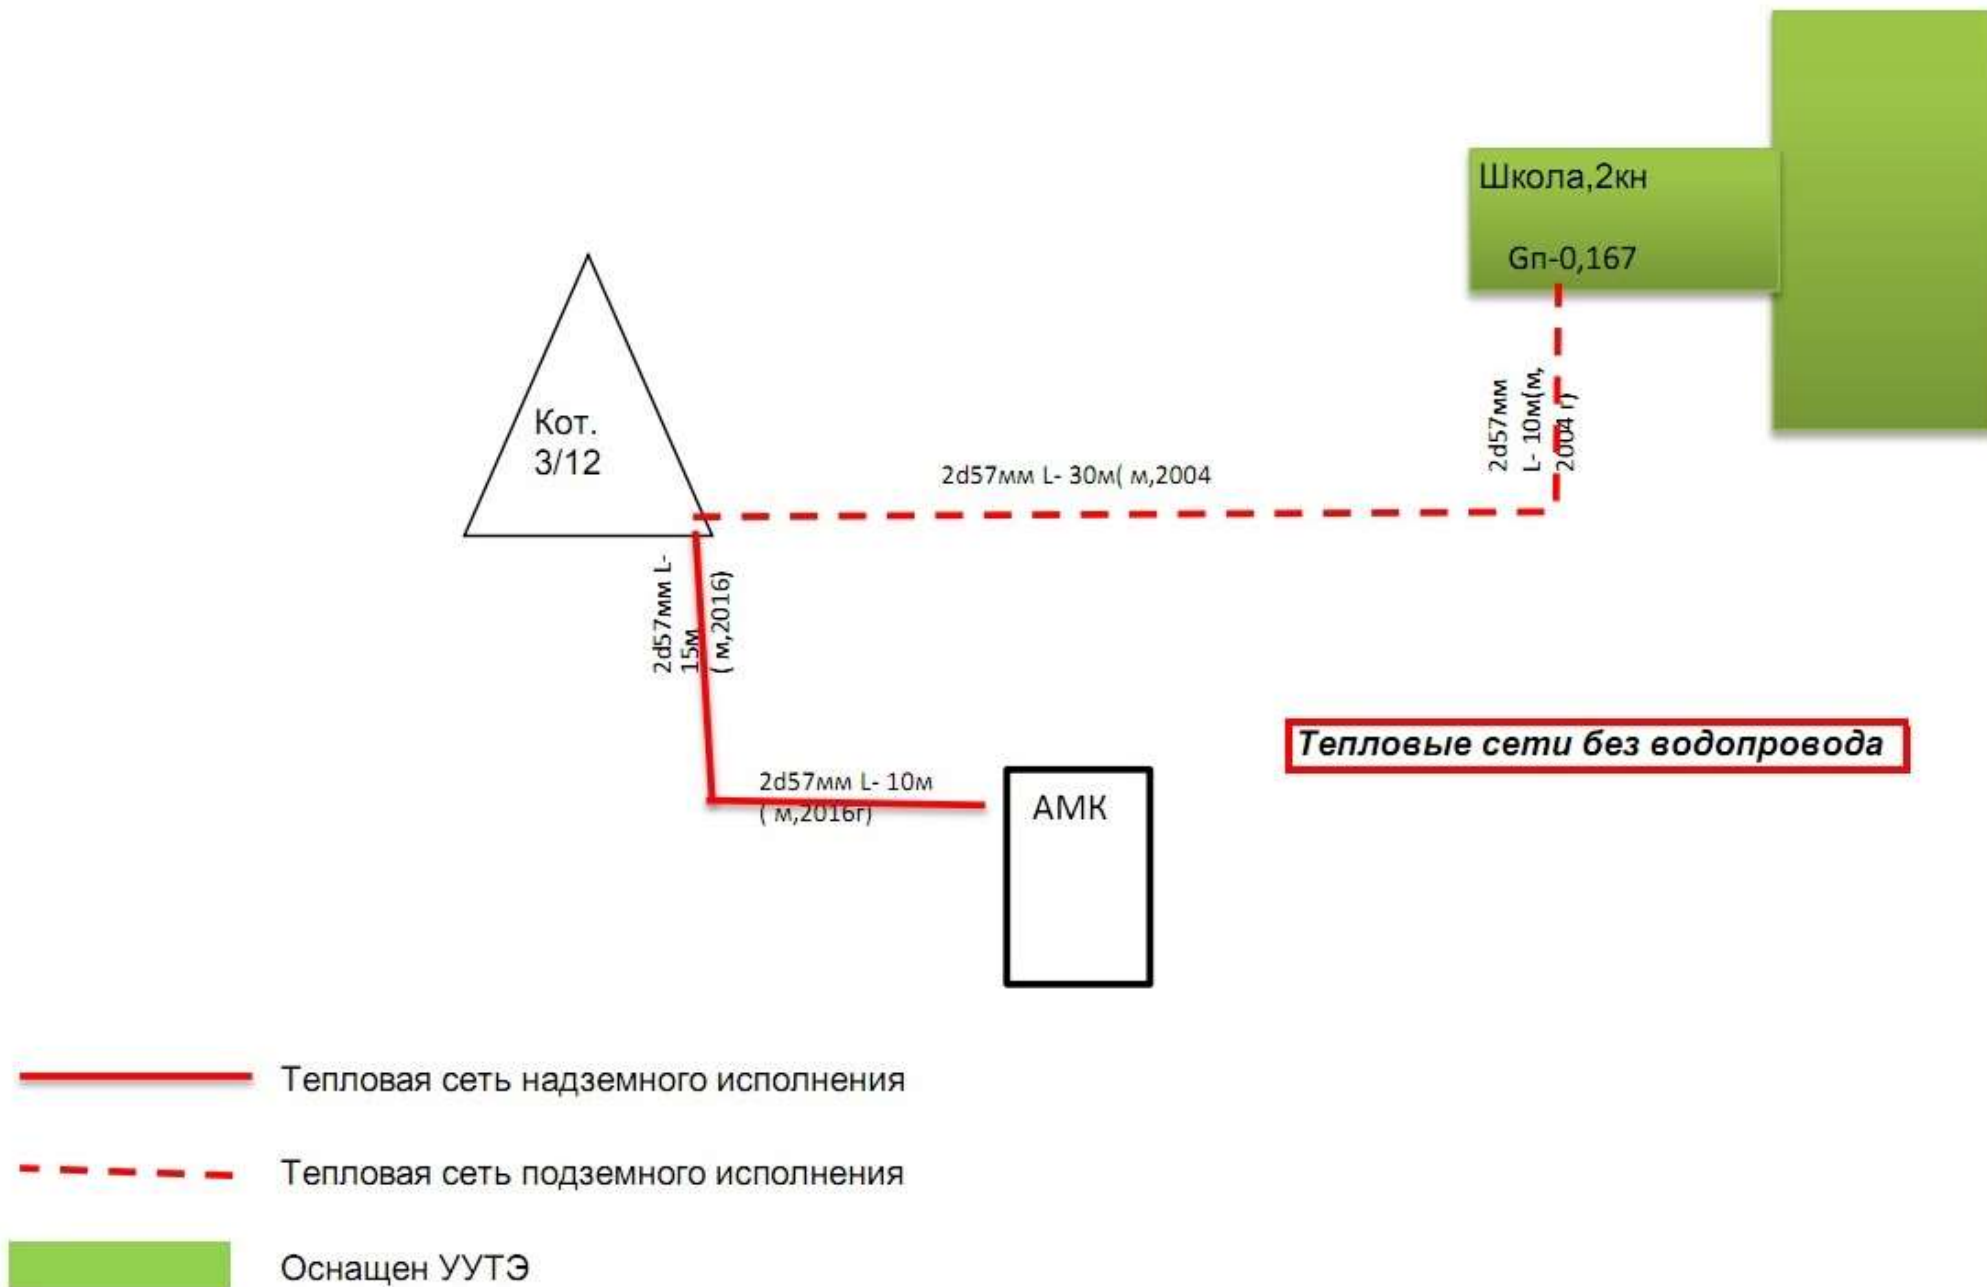 Школа,2кн
Gп-0,167
Кот.
3/12
2d57мм
L- 10м(м,
2004 г)
2d57мм L- 30м( м,2004
2d57мм L-
15м
( м,2016)
Тепловые сети без водопровода
2d57мм L- 10м
( м,2016г)
АМК
Тепловая сеть надземного исполнения
Тепловая сеть подземного исполнения
Оснащен УУТЭ